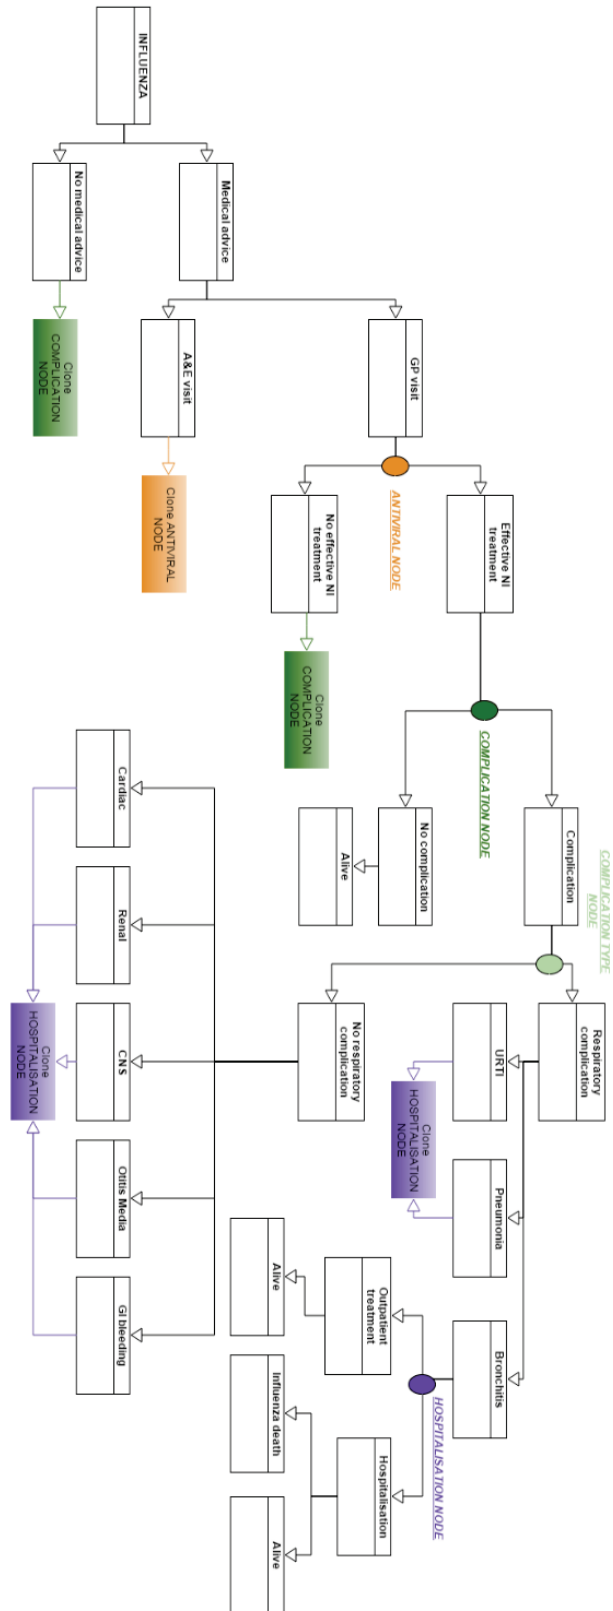 INFLUENZA
No medical advice
Medical advice
Clone
COMPLICATION
NODE
A&E visit
GP visit
Clone ANTIVIRAL
NODE
ANTIVIRAL NODE
No effective NI
treatment
Effective NI
treatment
Clone
COMPLICATION
NODE
COMPLICATION NODE
No complication
Alive
Complication
COMPLICATION TYPE
NODE
No respiratory
complication
Respiratory
complication
URTI
Pneumonia
Bronchitis
Clone
HOSPITALISATION
NODE
HOSPITALISATION NODE
Outpatient
treatment
Hospitalisation
Alive
Influenza death
Alive
Cardiac
Renal
CNS
Otitis Media
GI bleeding
Clone
HOSPITALISATION
NODE